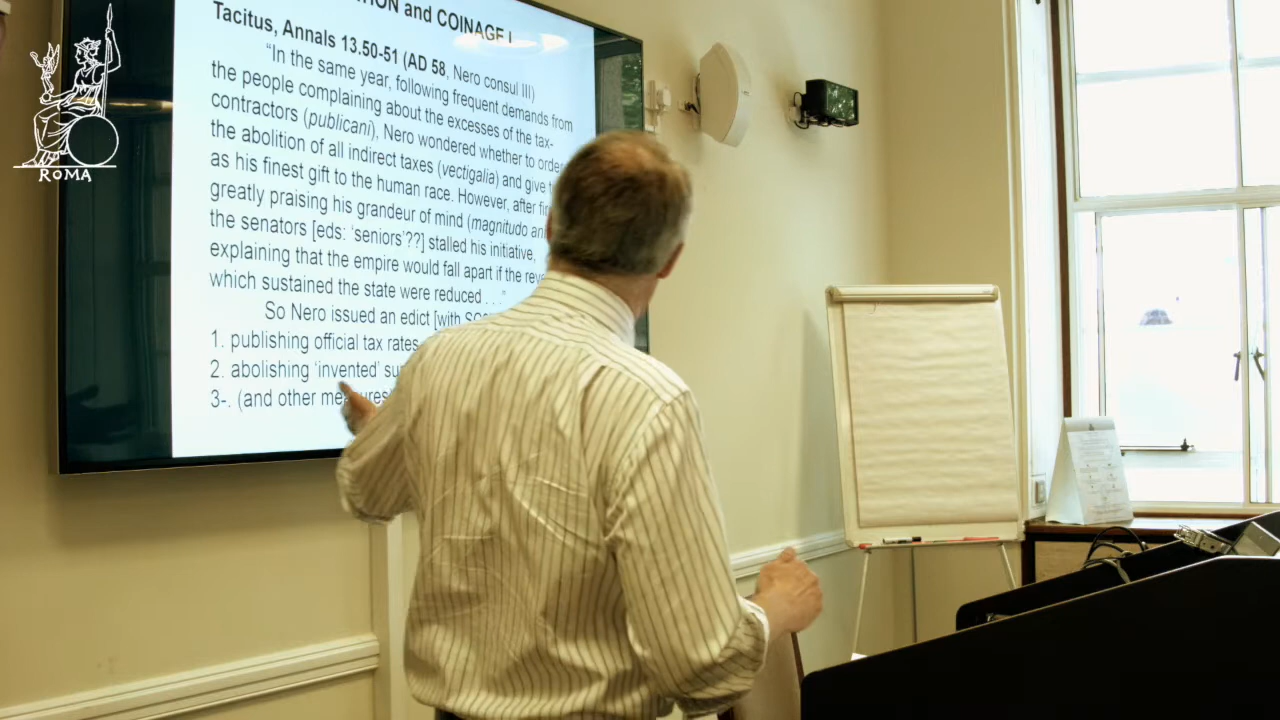 ROMA
ION and COINAGE I
Tacitus, Annals 13.50-51 (AD 58, Nero consul III)
“In the same year, following frequent demands from
the people complaining about the excesses of the tax-
contractors (publicani), Nero wondered whether to order
the abolition of all indirect taxes (vectigalia) and give
as his finest gift to the human race. However, after
greatly praising his grandeur of mind (magnitudo
the senators [eds: ‘seniors’??] stalled his initiative,
explaining that the empire would fall apart if the
which sustained the state were reduced . . .”
So Nero issued an edict [with
1. publishing official tax rates
2. abolishing ‘invented’
3-. (and other measures